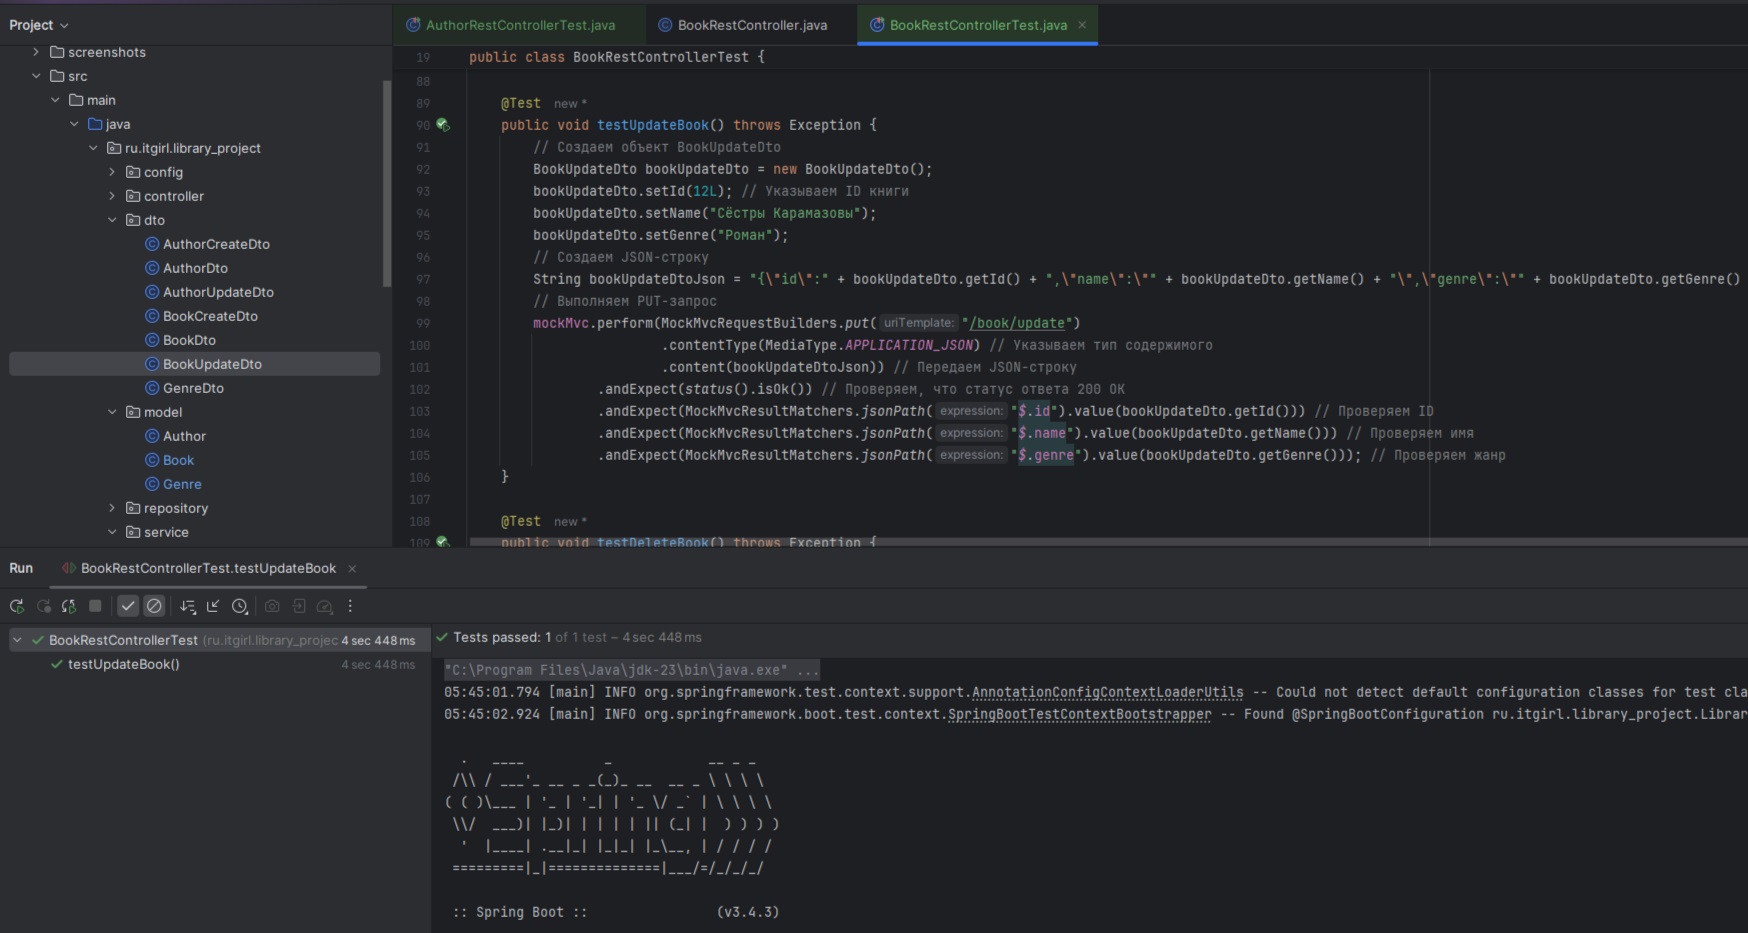 Project
AuthorRestControllerTest.java
BookRestController.java
BookRestControllerTest.java
screenshots
src
main
java
ru.itgirl.library_project
config
controller
dto
AuthorCreateDto
AuthorDto
AuthorUpdateDto
BookCreateDto
BookDto
BookUpdateDto
GenreDto
model
Author
Book
Genre
repository
service
19 public class BookRestControllerTest {
88
89 @Test new *
90 public void testUpdateBook() throws Exception {
91 // Создаем объект BookUpdateDto
92 BookUpdateDto bookUpdateDto = new BookUpdateDto();
93 bookUpdateDto.setId(12L); // Указываем ID книги
94 bookUpdateDto.setName("Сёстры Карамазовы");
95 bookUpdateDto.setGenre("Роман");
96 // Создаем JSON-строку
97 String bookUpdateDtoJson = "{\"id\":" + bookUpdateDto.getId() + ",\"name\":\"" + bookUpdateDto.getName() + "\",\"genre\":\"" + bookUpdateDto.getGenre()
98 // Выполняем PUT-запрос
99 mockMvc.perform(MockMvcRequestBuilders.put( uriTemplate: "/book/update")
100 .contentType(MediaType.APPLICATION_JSON) // Указываем тип содержимого
101 .content(bookUpdateDtoJson)) // Передаем JSON-строку
102 .andExpect(status().isOk()) // Проверяем, что статус ответа 200 OK
103 .andExpect(MockMvcResultMatchers.jsonPath( expression: "$.id").value(bookUpdateDto.getId())) // Проверяем ID
104 .andExpect(MockMvcResultMatchers.jsonPath( expression: "$.name").value(bookUpdateDto.getName())) // Проверяем имя
105 .andExpect(MockMvcResultMatchers.jsonPath( expression: "$.genre").value(bookUpdateDto.getGenre())); // Проверяем жанр
106 }
107
108 @Test new *
109 public void testDeleteBook() throws Exception {
Run BookRestControllerTest.testUpdateBook
BookRestControllerTest (ru.itgirl.library_projec 4 sec 448 ms
testUpdateBook() 4 sec 448 ms
Tests passed: 1 of 1 test – 4 sec 448 ms
"C:\Program Files\Java\jdk-23\bin\java.exe" ...
05:45:01.794 [main] INFO org.springframework.test.context.support.AnnotationConfigContextLoaderUtils -- Could not detect default configuration classes for test cla
05:45:02.924 [main] INFO org.springframework.boot.test.context.SpringBootTestContextBootstrapper -- Found @SpringBootConfiguration ru.itgirl.library_project.Librar
:: Spring Boot :: (v3.4.3)